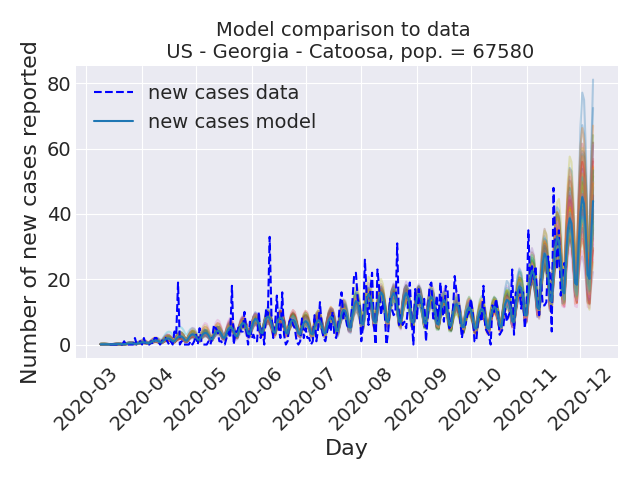 Model comparison to data
US - Georgia - Catoosa, pop. = 67580
Number of new cases reported
80
60
40
20
0
new cases data
new cases model
2020-03
2020-04
2020-05
2020-06
2020-07
2020-08
2020-09
2020-10
2020-11
2020-12
Day